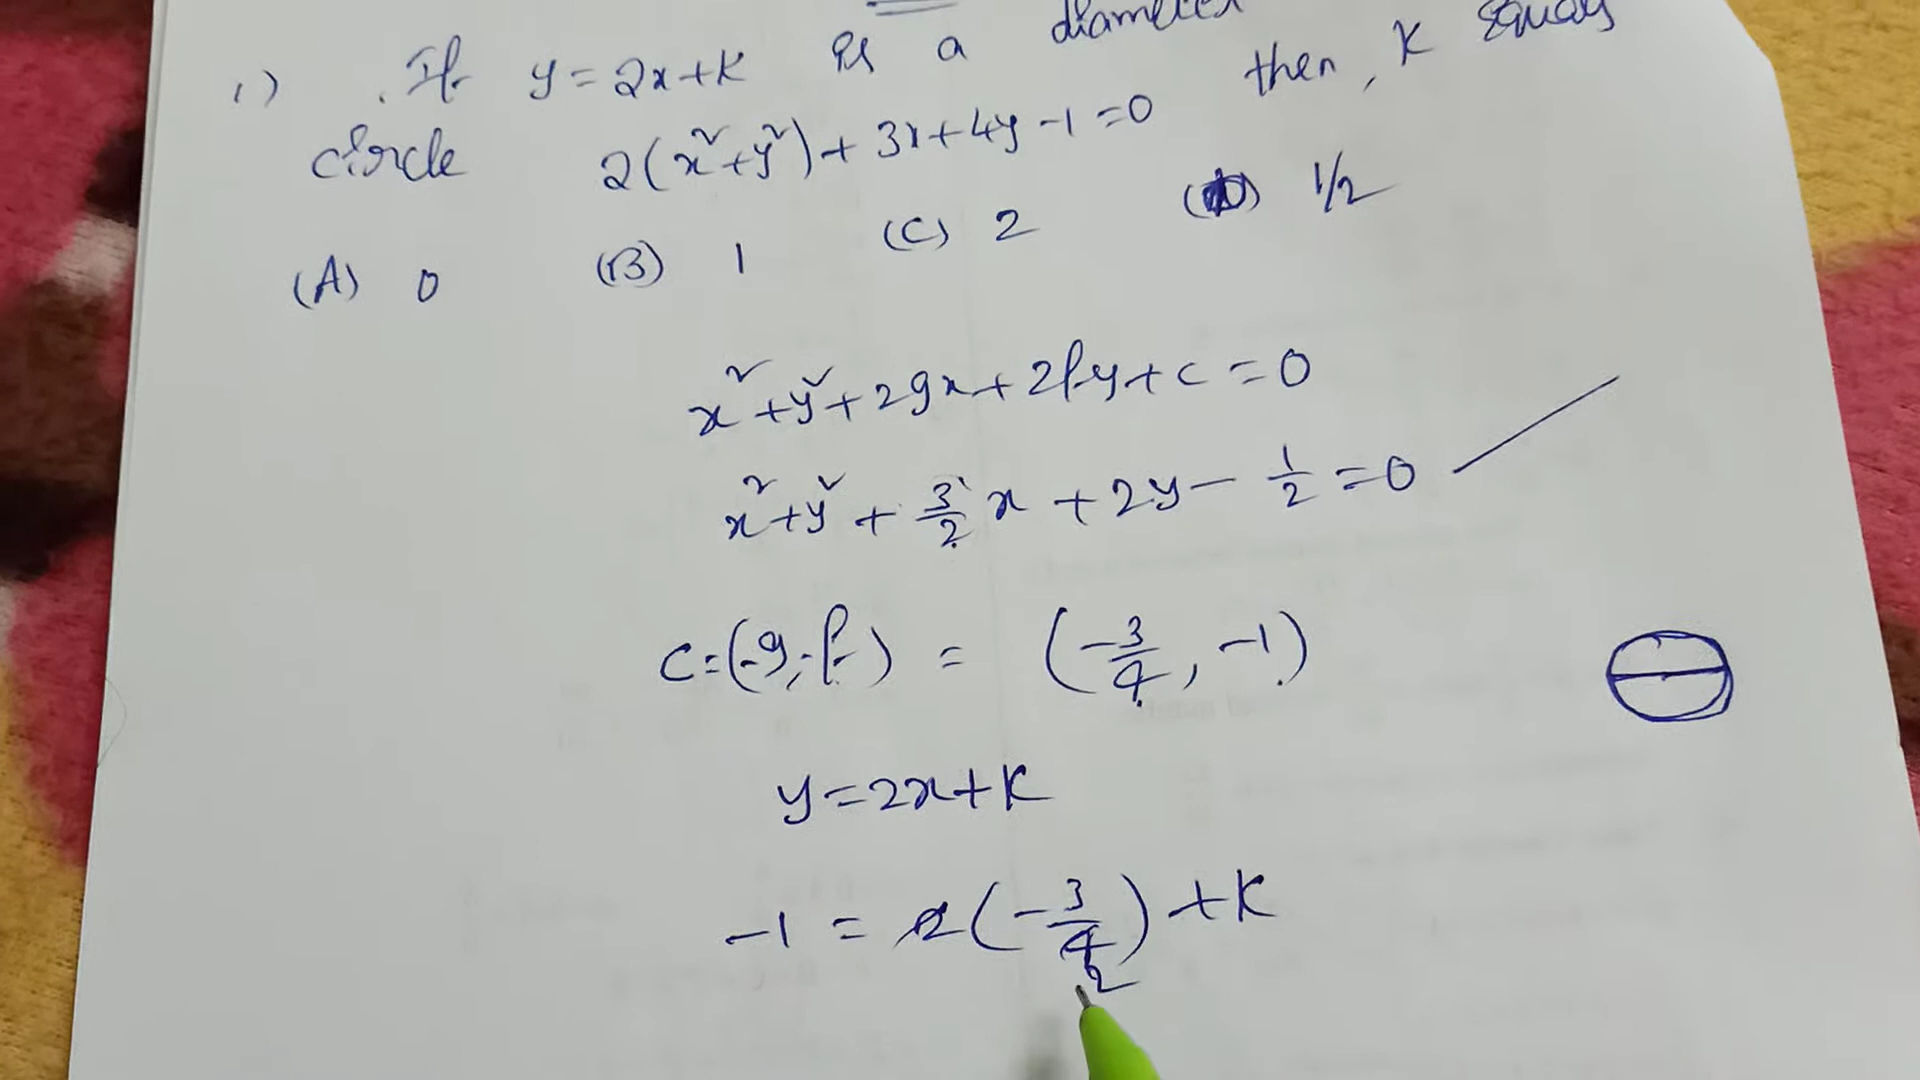 1) . If y = 2x+k is a diameter
circle 2(x²+y²)+ 3x+4y-1=0 then, k equals
(A) 0 (B) 1 (C) 2 (D) 1/2
x²+y²+2gx+2fy+c=0
x²+y²+ 3/2 x +2y- 1/2 =0
C=(-g,-f) = (-3/4, -1)
y=2x+k
-1 = 2(-3/4)+k
2